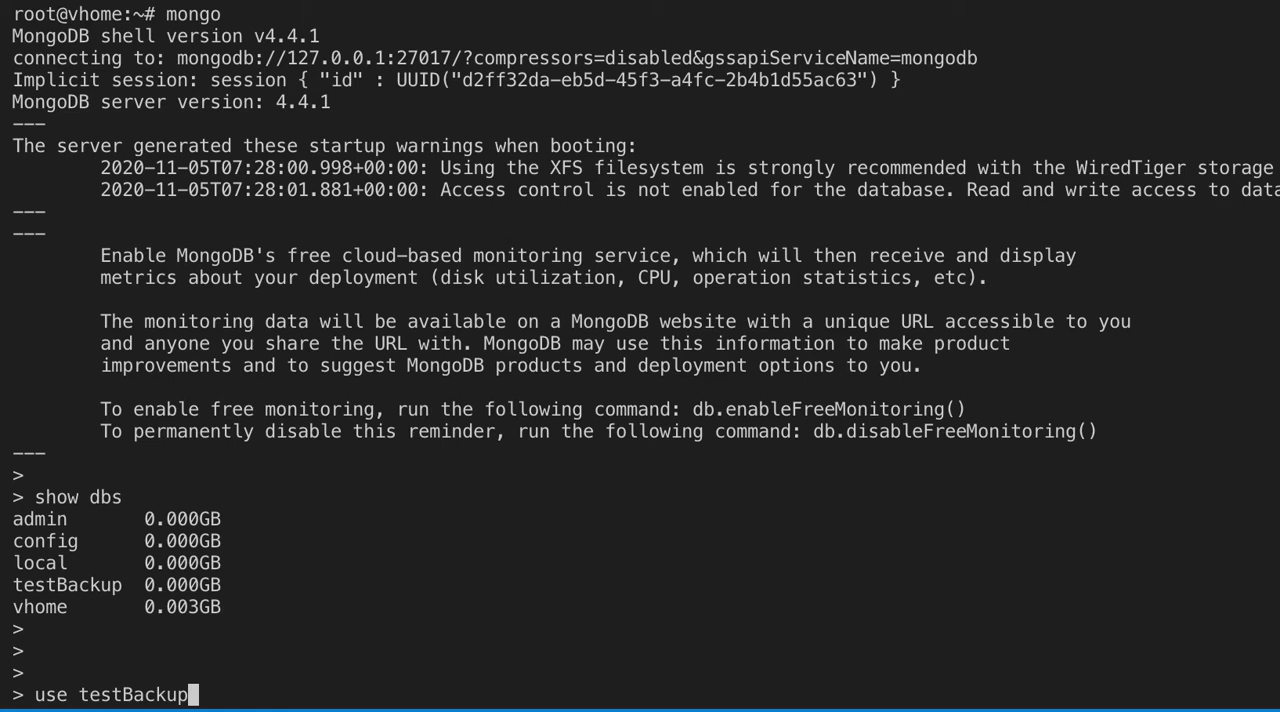 root@vhome:~# mongo
MongoDB shell version v4.4.1
connecting to: mongodb://127.0.0.1:27017/?compressors=disabled&gssapiServiceName=mongodb
Implicit session: session { "id" : UUID("d2ff32da-eb5d-45f3-a4fc-2b4b1d55ac63") }
MongoDB server version: 4.4.1
---
The server generated these startup warnings when booting:
        2020-11-05T07:28:00.998+00:00: Using the XFS filesystem is strongly recommended with the WiredTiger storage
        2020-11-05T07:28:01.881+00:00: Access control is not enabled for the database. Read and write access to data
---
---
        Enable MongoDB's free cloud-based monitoring service, which will then receive and display
        metrics about your deployment (disk utilization, CPU, operation statistics, etc).

        The monitoring data will be available on a MongoDB website with a unique URL accessible to you
        and anyone you share the URL with. MongoDB may use this information to make product
        improvements and to suggest MongoDB products and deployment options to you.

        To enable free monitoring, run the following command: db.enableFreeMonitoring()
        To permanently disable this reminder, run the following command: db.disableFreeMonitoring()
---
>
> show dbs
admin       0.000GB
config      0.000GB
local       0.000GB
testBackup  0.000GB
vhome       0.003GB
>
>
>
> use testBackup